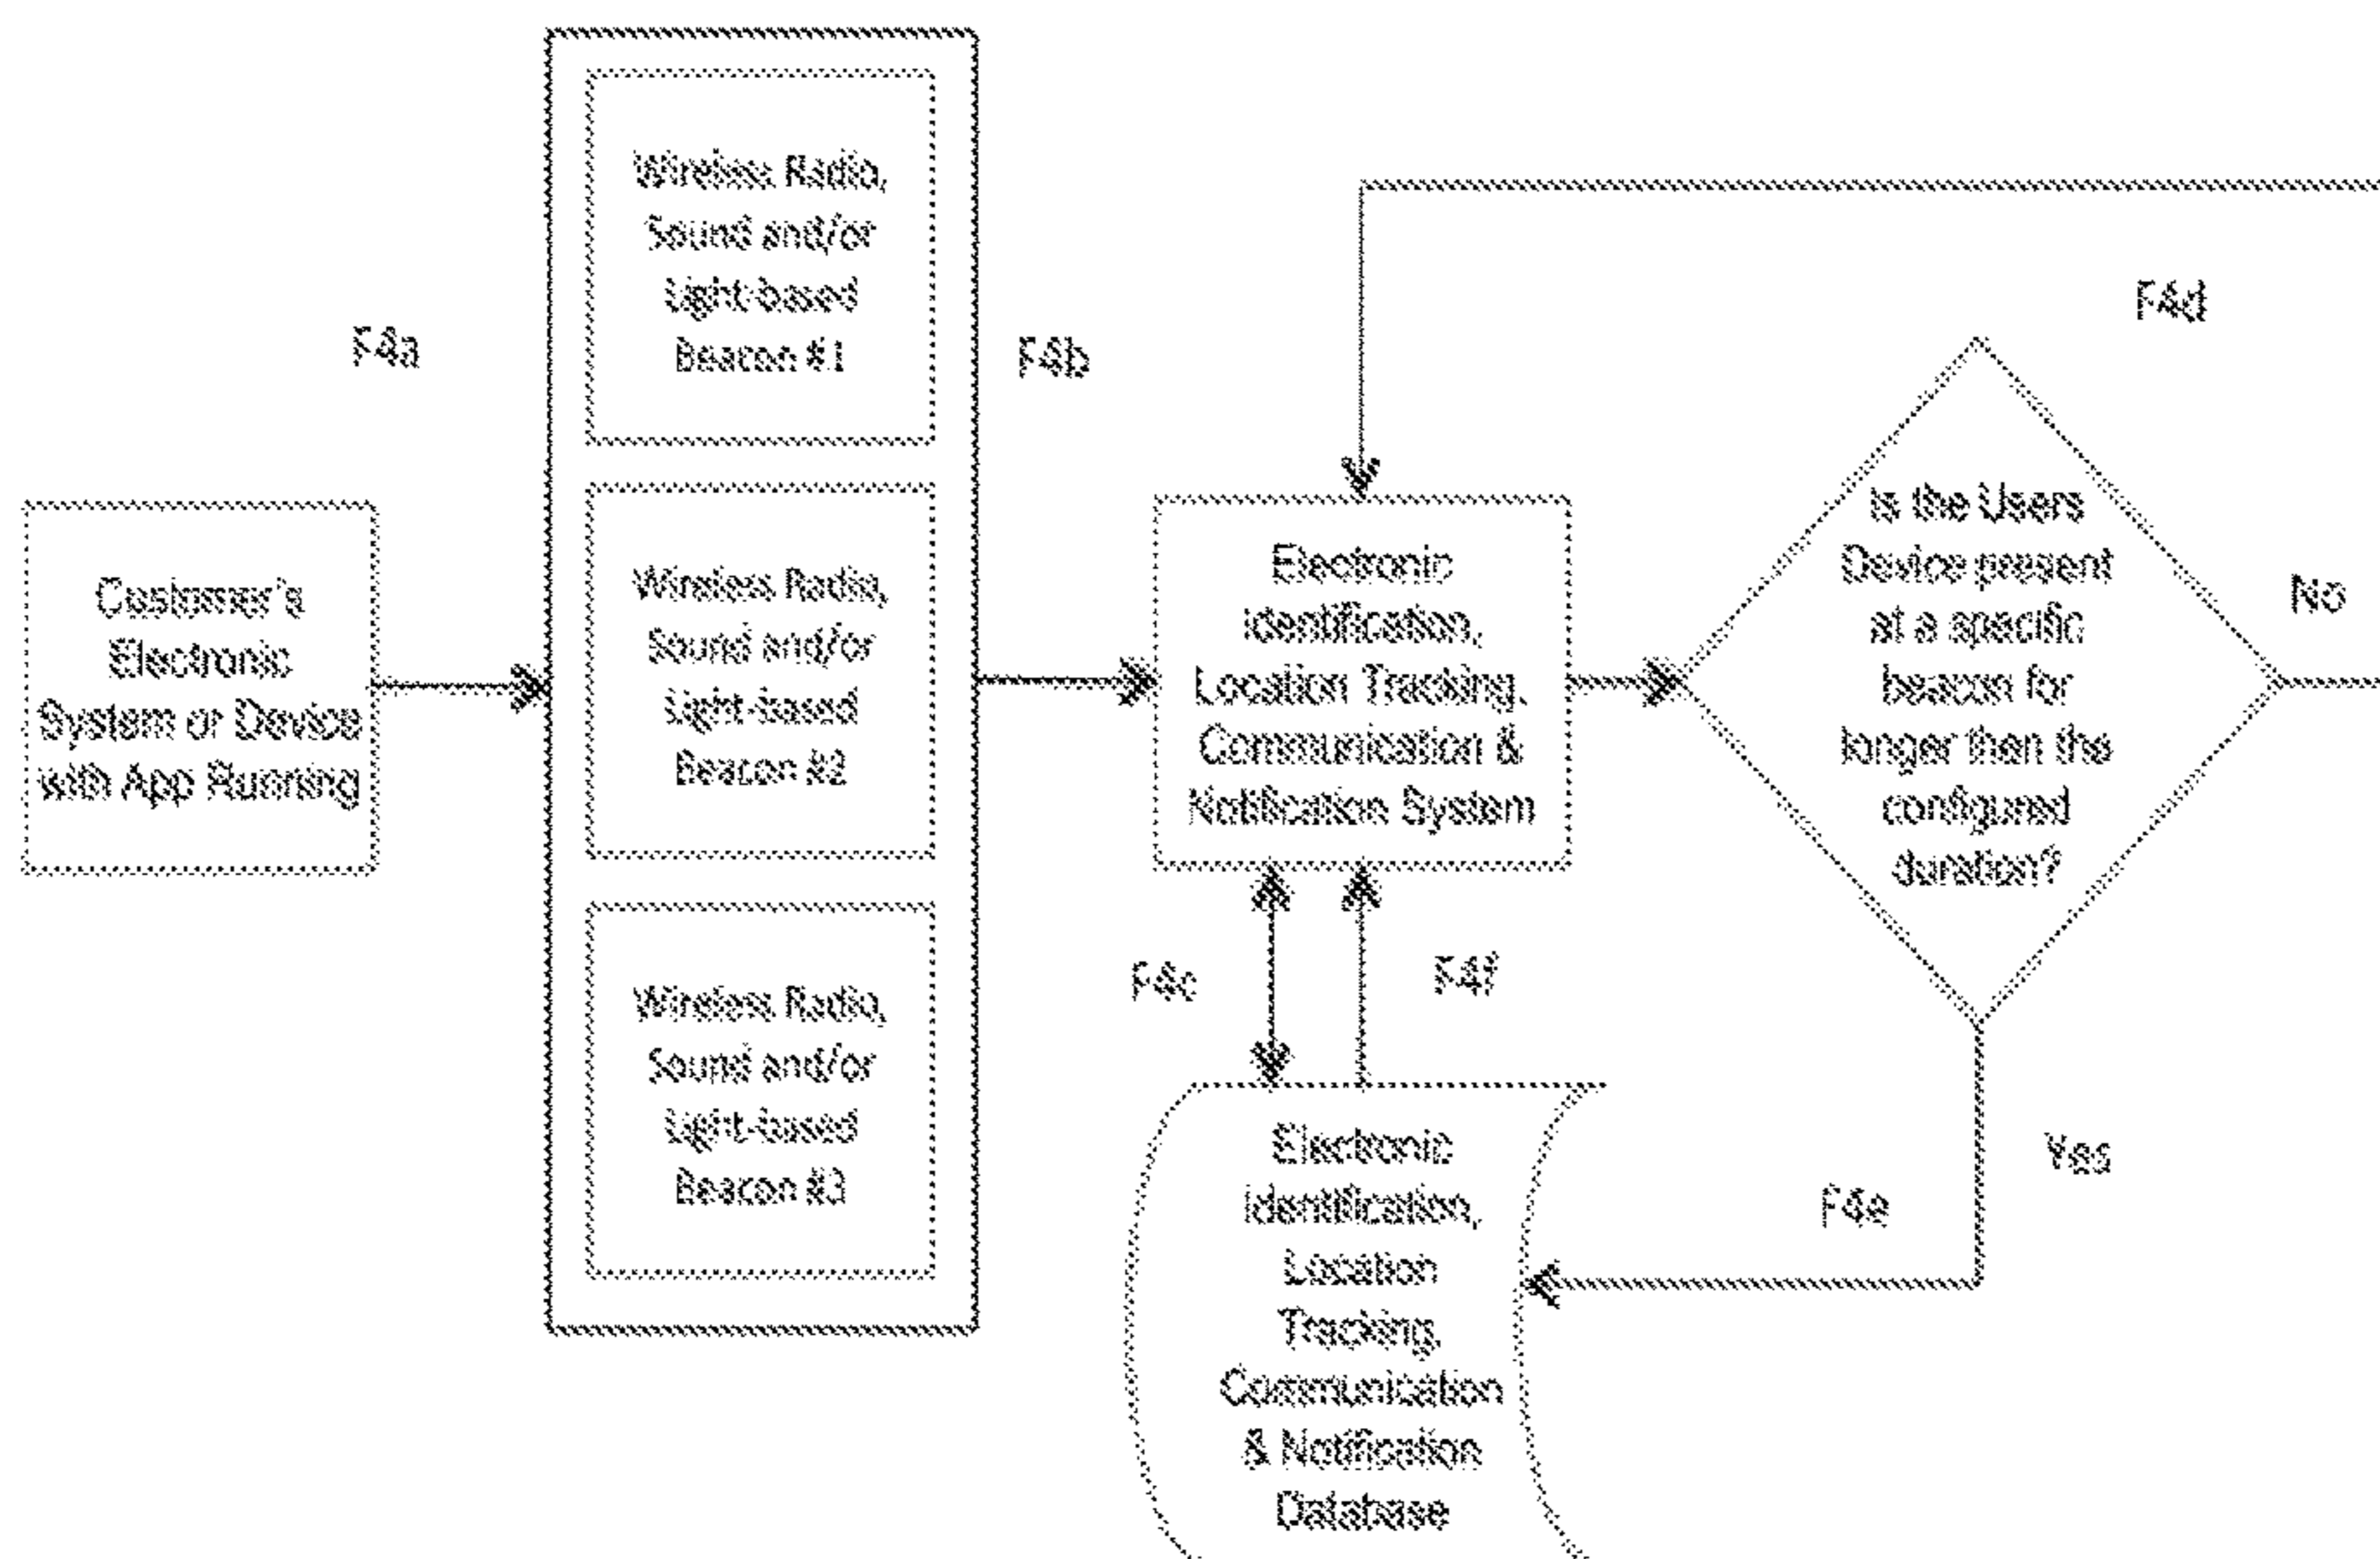 F4a
Customer's
Electronic
System or Device
with App Running
Wireless Radio,
Sound and/or
Light-based
Beacon #1
Wireless Radio,
Sound and/or
Light-based
Beacon #2
Wireless Radio,
Sound and/or
Light-based
Beacon #3
F4b
Electronic
Identification,
Location Tracking,
Communication &
Notification System
F4c
F4f
Electronic
Identification,
Location
Tracking,
Communication
& Notification
Database
F4d
Is the Users
Device present
at a specific
beacon for
longer then the
configured
duration?
No
Yes
F4e